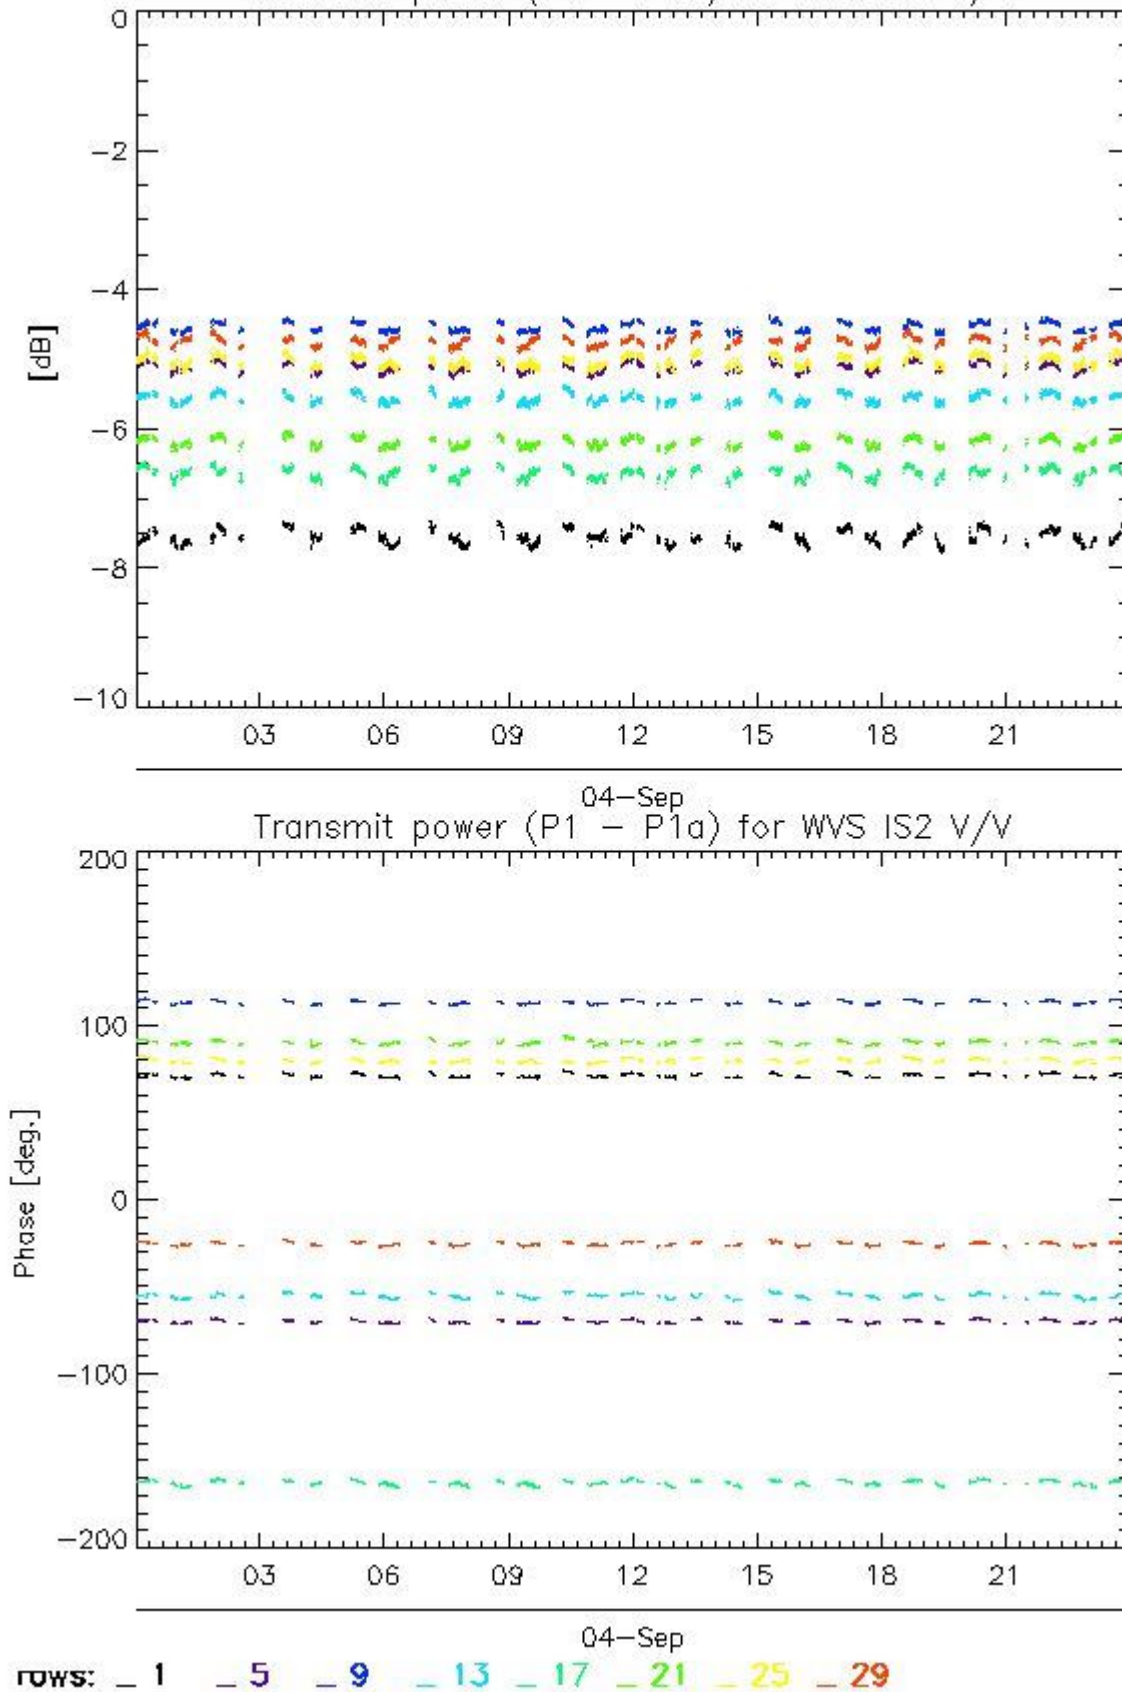 0
-2
-4
[dB]
-6
-8
-10
03 06 09 12 15 18 21
04-Sep
Transmit power (P1 - P1a) for WVS IS2 V/V
200
100
Phase [deg.]
0
-100
-200
03 06 09 12 15 18 21
04-Sep
rows: _ 1 _ 5 _ 9 _ 13 _ 17 _ 21 _ 25 _ 29